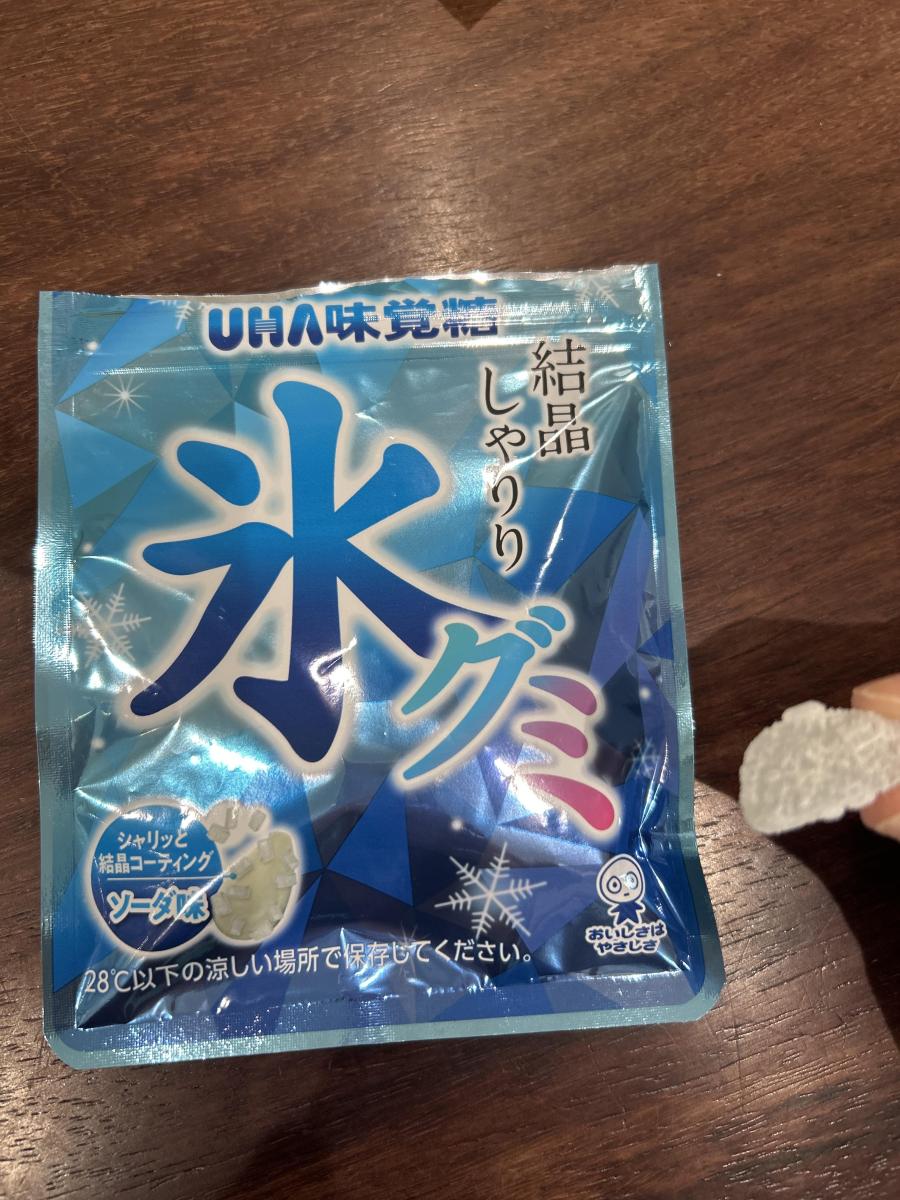 UHA味覚糖
結晶
しゃりり
氷
グミ
シャリッと
結晶コーティング
ソーダ味
おいしさは
やさしさ
28℃以下の涼しい場所で保存してください。